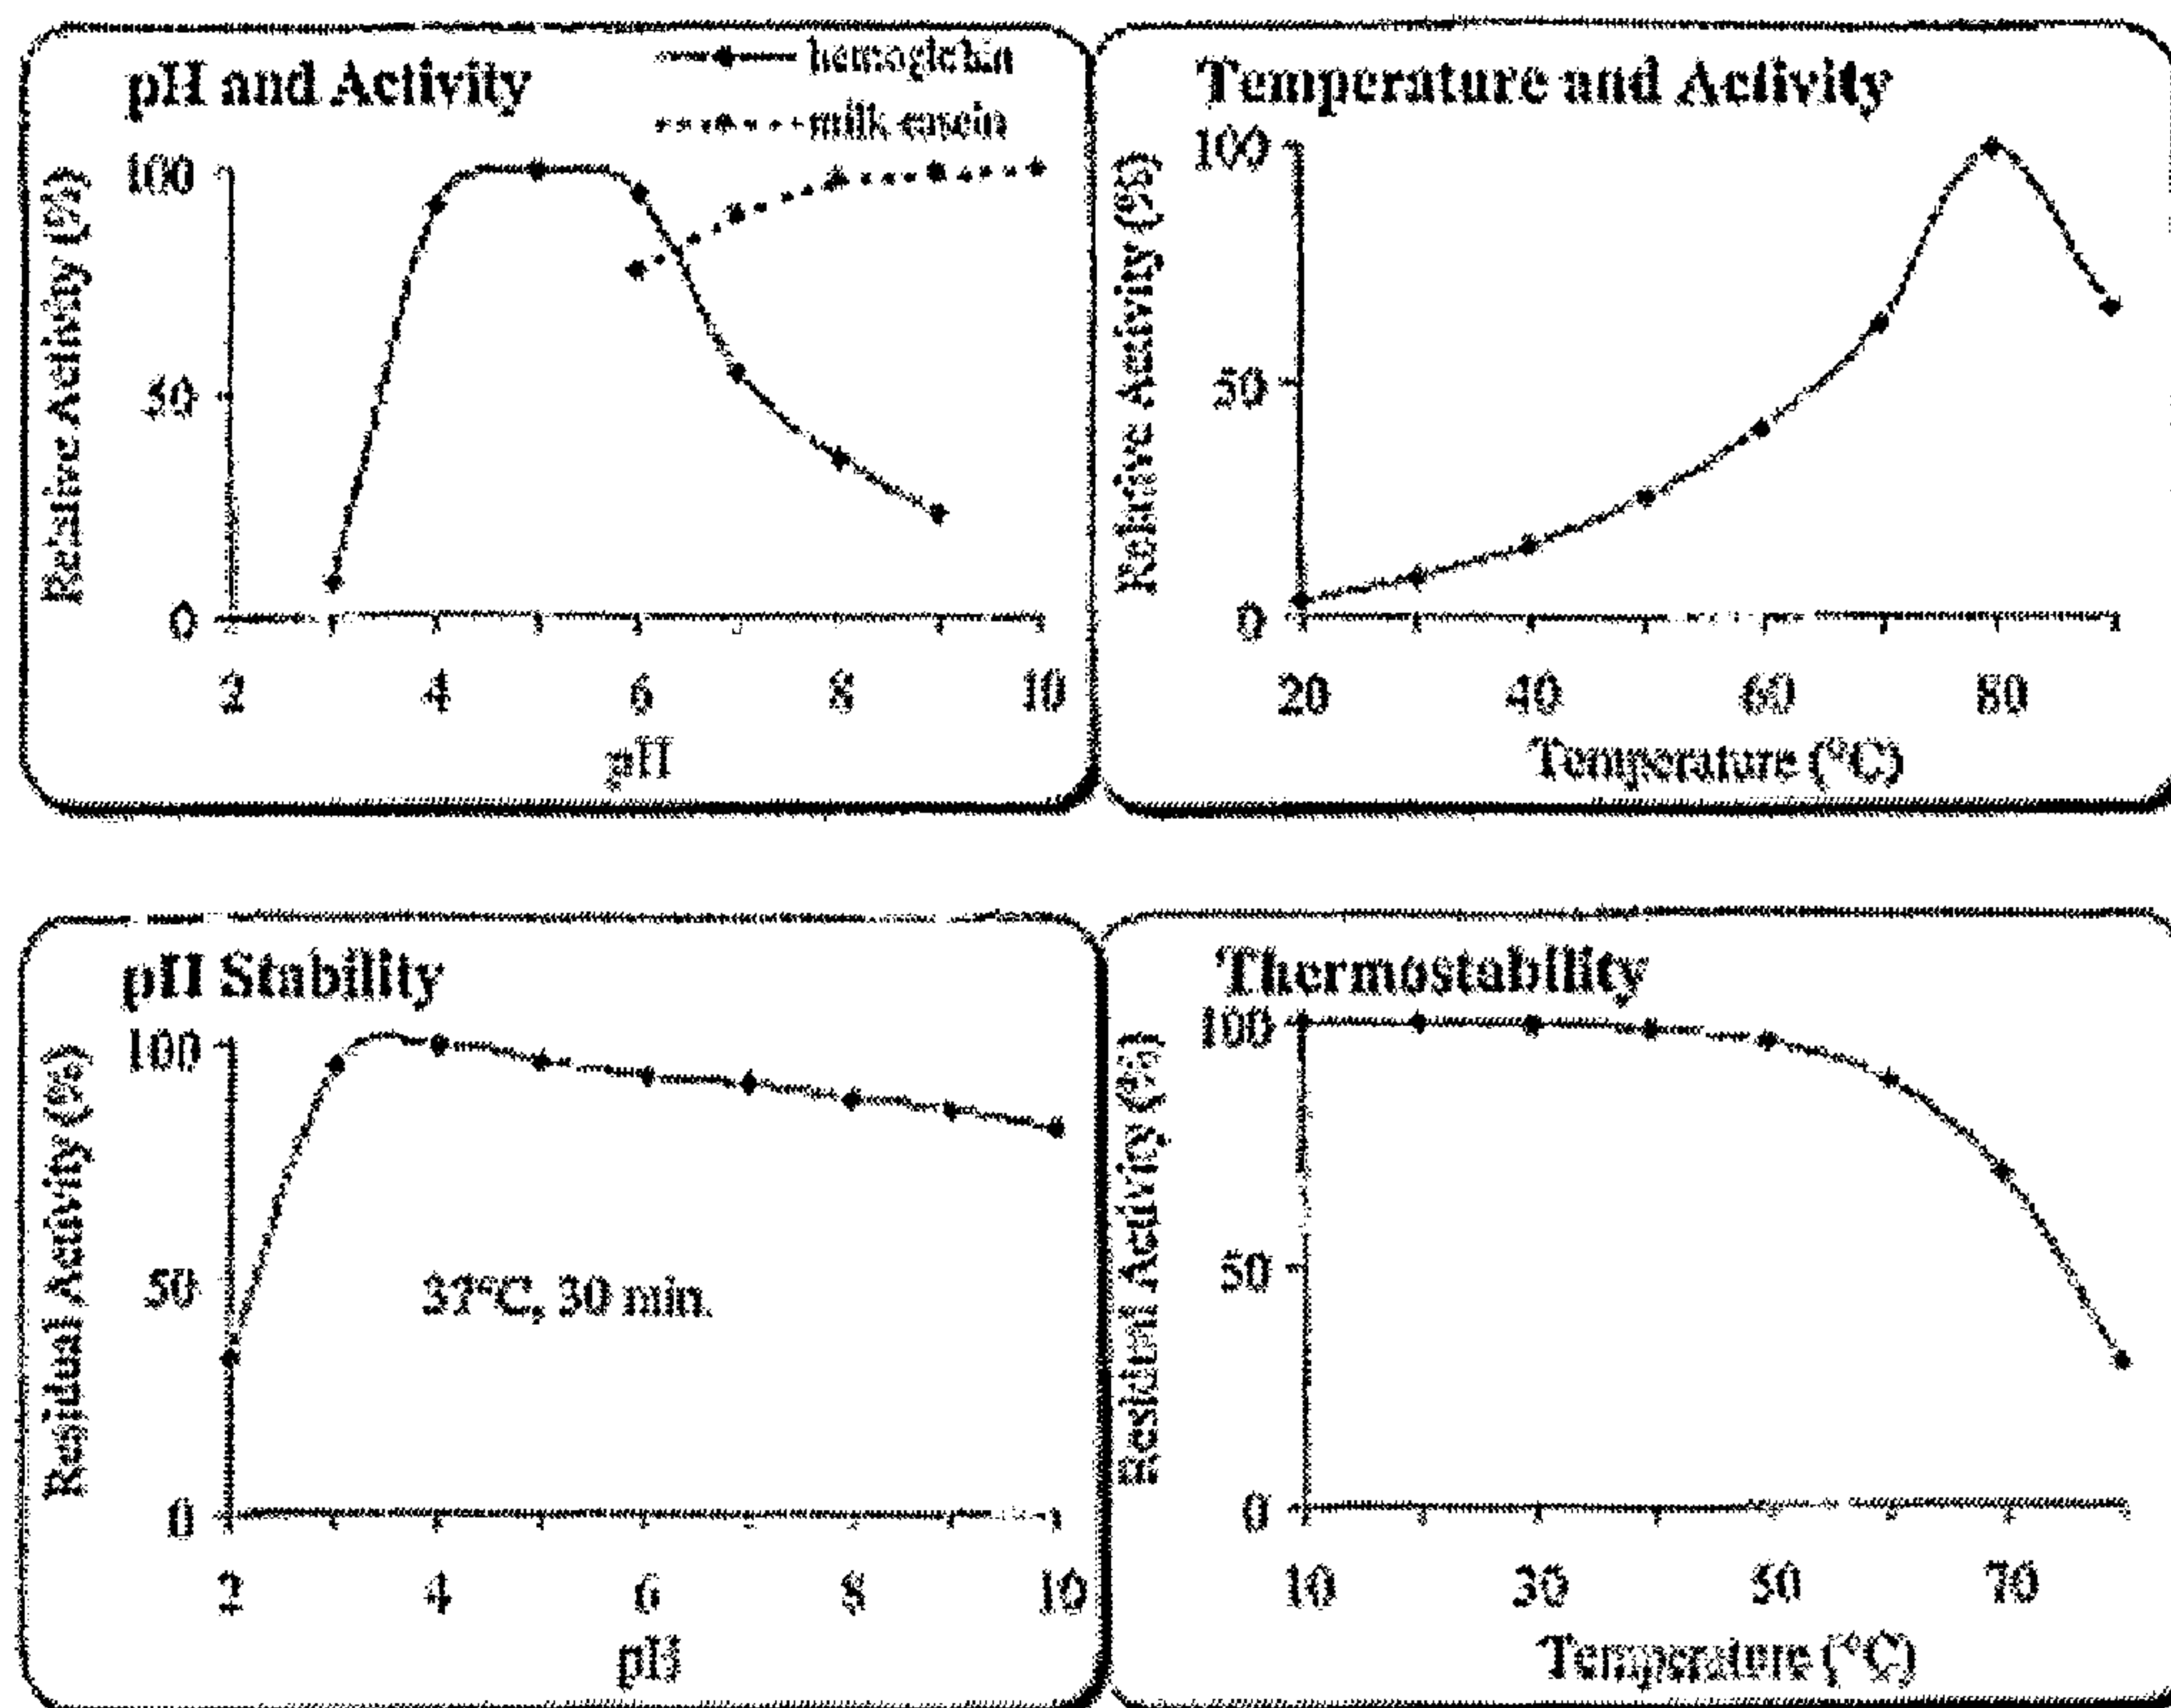 pH and Activity
hemoglobin
milk casein
Relative Activity (%)
100
50
0
2 4 6 8 10
pH
Temperature and Activity
Relative Activity (%)
100
50
0
20 40 60 80
Temperature (°C)
pH Stability
Residual Activity (%)
100
50
0
37°C, 30 min.
2 4 6 8 10
pH
Thermostability
Residual Activity (%)
100
50
0
10 30 50 70
Temperature (°C)